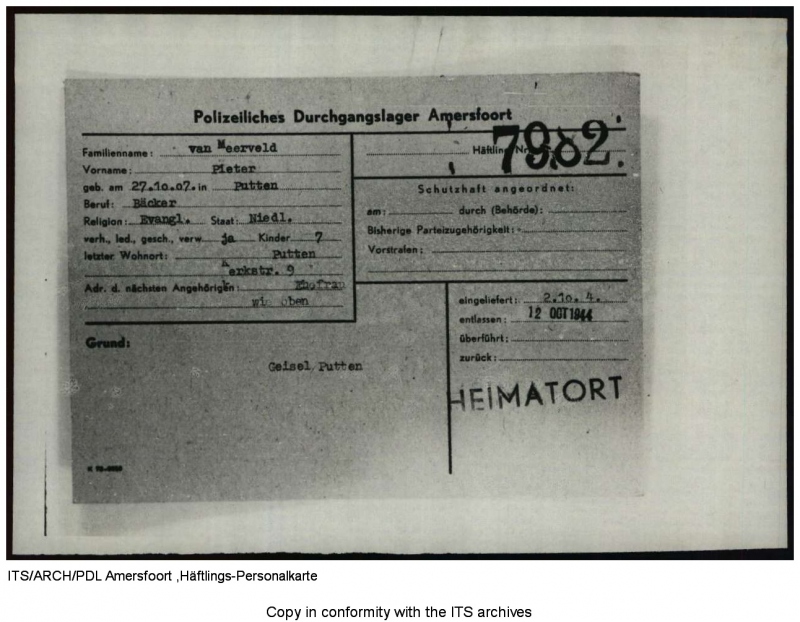 Polizeiliches Durchgangslager Amersfoort
Familienname: van Meerveld
Vorname: Pieter
geb. am 27.10.07. in Putten
Beruf: Bäcker
Religion: Evangl. Staat: Niedl.
verh., led., gesch., verw. ja Kinder 7
letzter Wohnort: Putten
erkstr. 9
Adr. d. nächsten Angehörigen: Ehefrau
wie oben
Häftling Nr. 7982.
Schutzhaft angeordnet:
am: durch (Behörde):
Bisherige Parteizugehörigkeit: -
Vorstrafen:
eingeliefert: 2.10. 4.
entlassen: 12 OCT 1944
überführt:
zurück:
HEIMATORT
Grund:
Geisel Putten
ITS/ARCH/PDL Amersfoort ,Häftlings-Personalkarte
Copy in conformity with the ITS archives